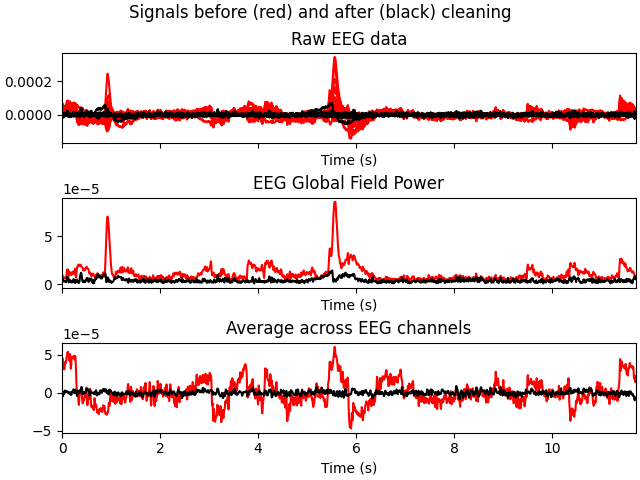 Signals before (red) and after (black) cleaning
Raw EEG data
0.0002
0.0000
Time (s)
EEG Global Field Power
1e−5
5
0
Time (s)
Average across EEG channels
1e−5
5
0
−5
0 2 4 6 8 10
Time (s)